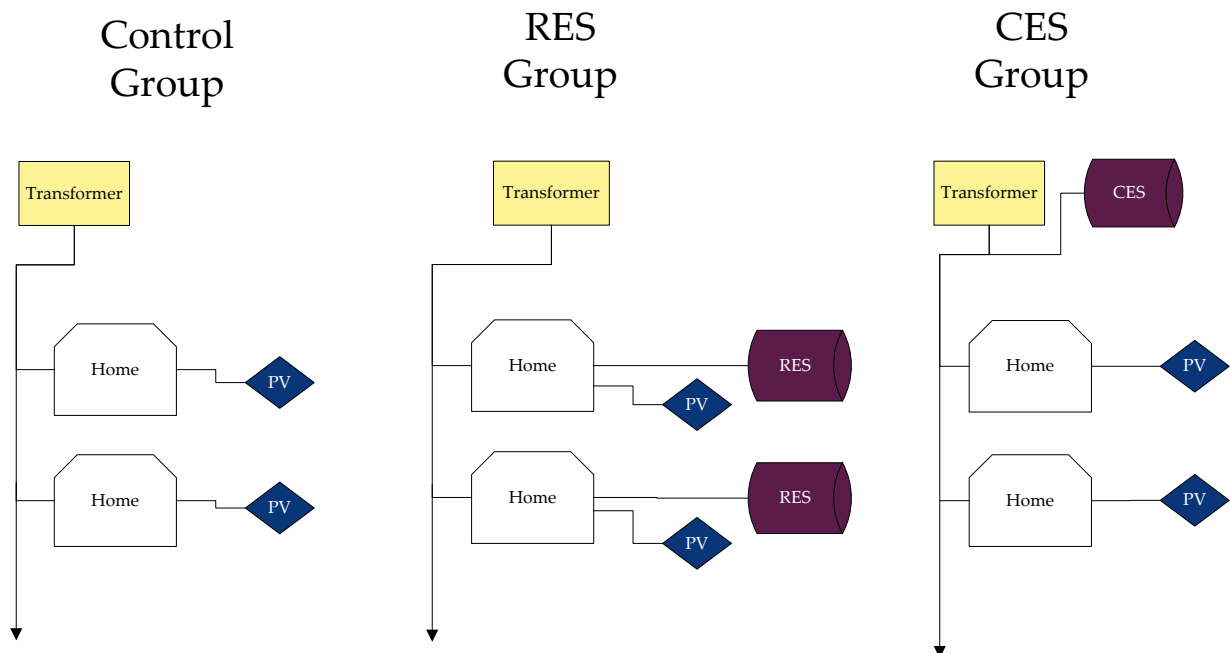 Control
Group
Transformer
Home
PV
Home
PV
RES
Group
Transformer
Home
RES
PV
Home
RES
PV
CES
Group
Transformer
CES
Home
PV
Home
PV